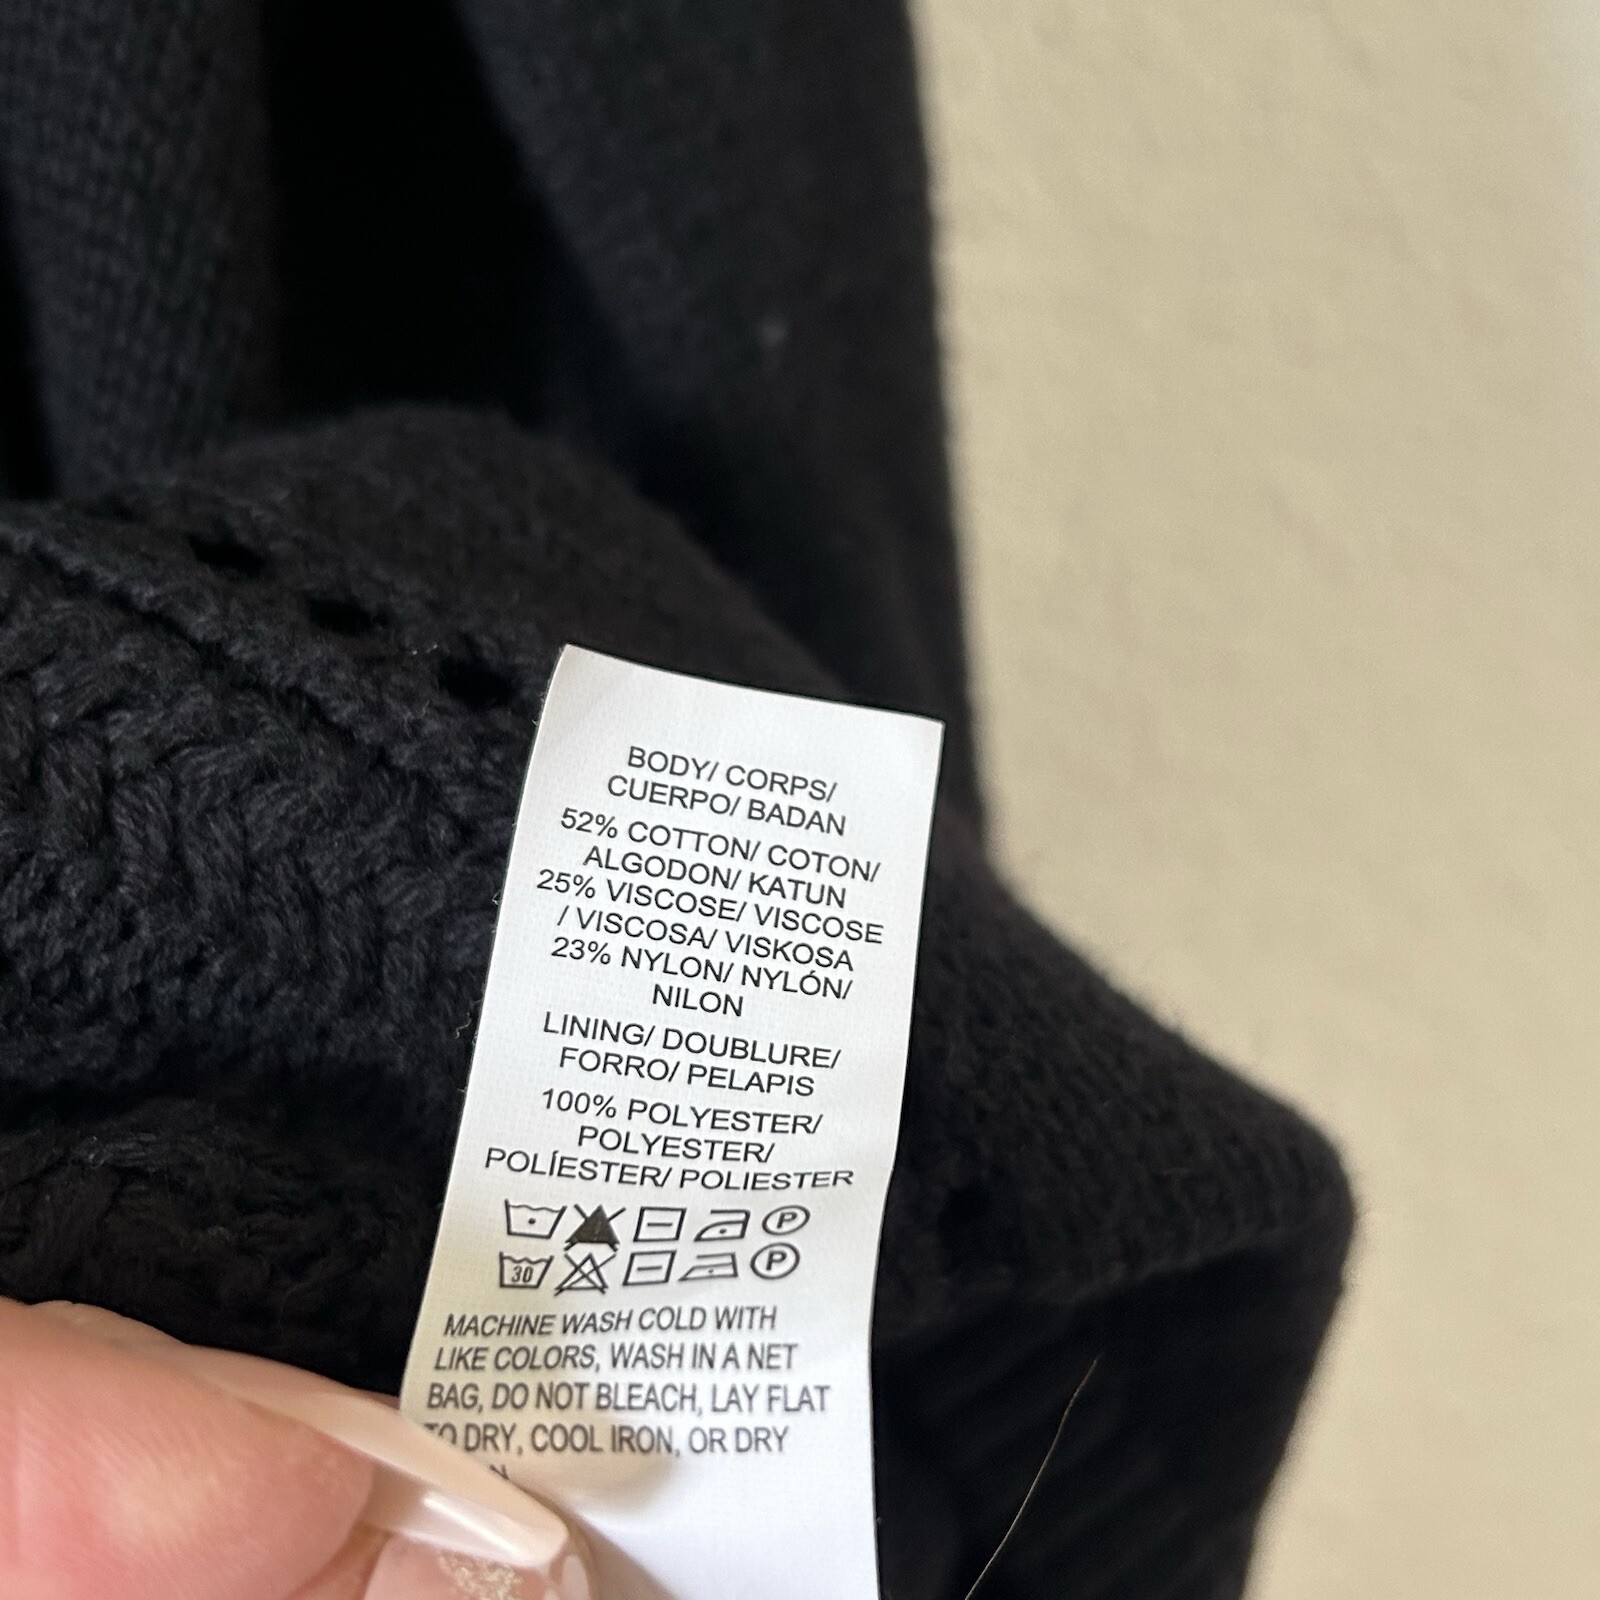 BODY/ CORPS/
CUERPO/ BADAN
52% COTTON/ COTON/
ALGODON/ KATUN
25% VISCOSE/ VISCOSE
/ VISCOSA/ VISKOSA
23% NYLON/ NYLÓN/
NILON
LINING/ DOUBLURE/
FORRO/ PELAPIS
100% POLYESTER/
POLYESTER/
POLÍESTER/ POLIESTER
P
30 P
MACHINE WASH COLD WITH
LIKE COLORS, WASH IN A NET
BAG, DO NOT BLEACH, LAY FLAT
TO DRY, COOL IRON, OR DRY